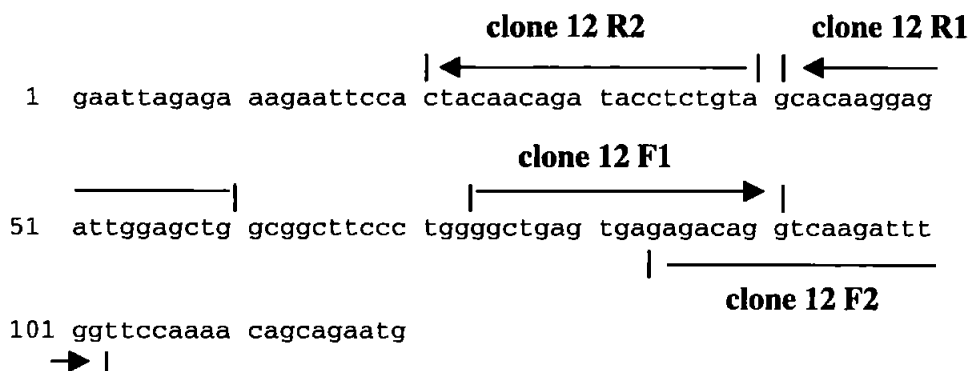 clone 12 R2 clone 12 R1
1 gaattagaga aagaattcca ctacaacaga tacctctgta gcacaaggag
clone 12 F1
51 attggagctg gcggcttccc tgggctgag tgagagacag gtcaagattt
clone 12 F2
101 ggttccaaaa cagcagaatg